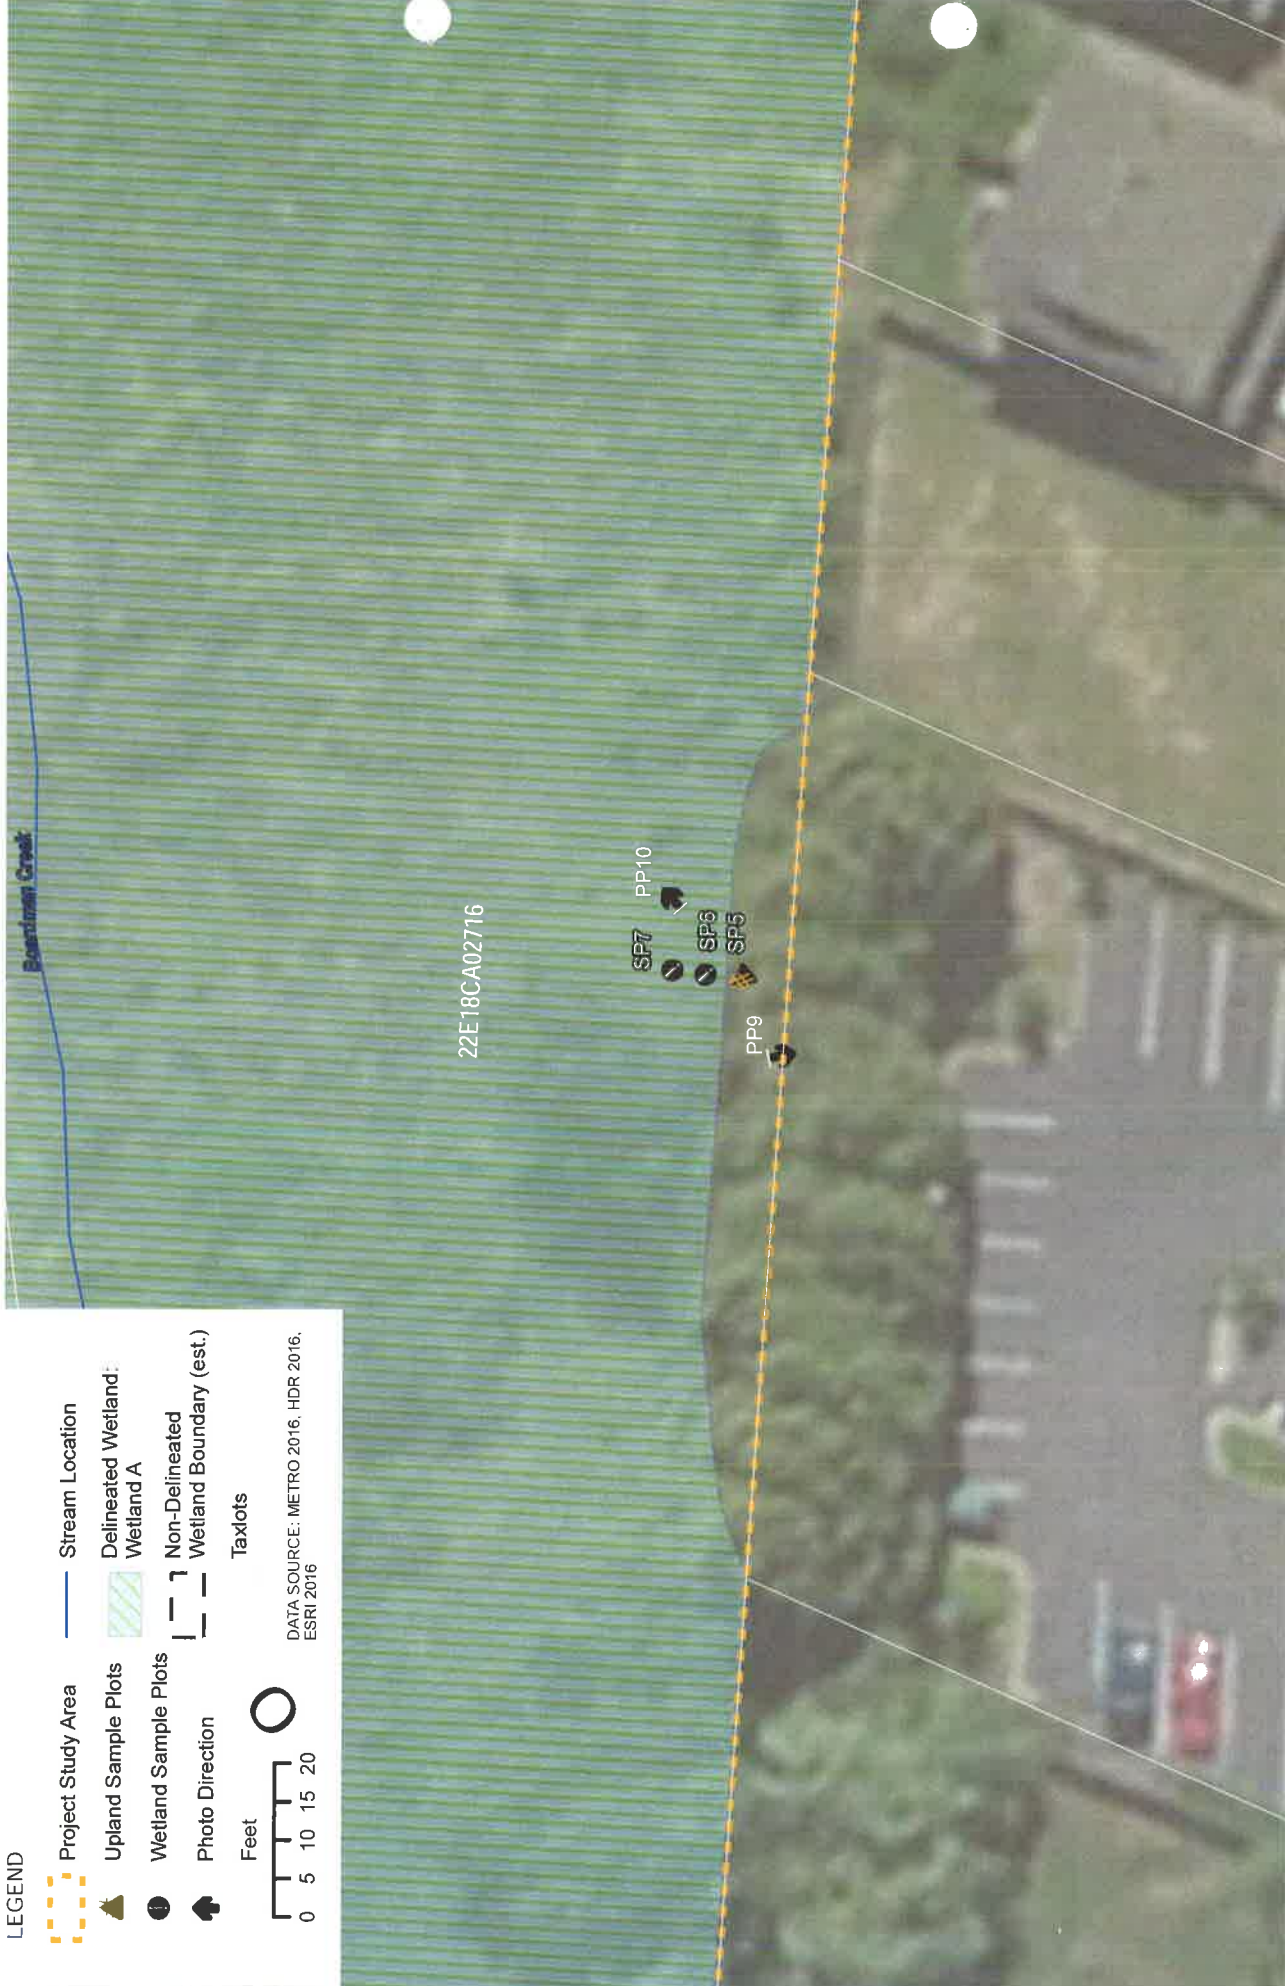 LEGEND
Project Study Area
Upland Sample Plots
Wetland Sample Plots
Photo Direction
Stream Location
Delineated Wetland:
Wetland A
Non-Delineated
Wetland Boundary (est.)
Taxlots
Feet
0 5 10 15 20
DATA SOURCE: METRO 2016, HDR 2016,
ESRI 2016
Boardman Creek
22E18CA02716
SP7
PP10
SP6
SP5
PP9